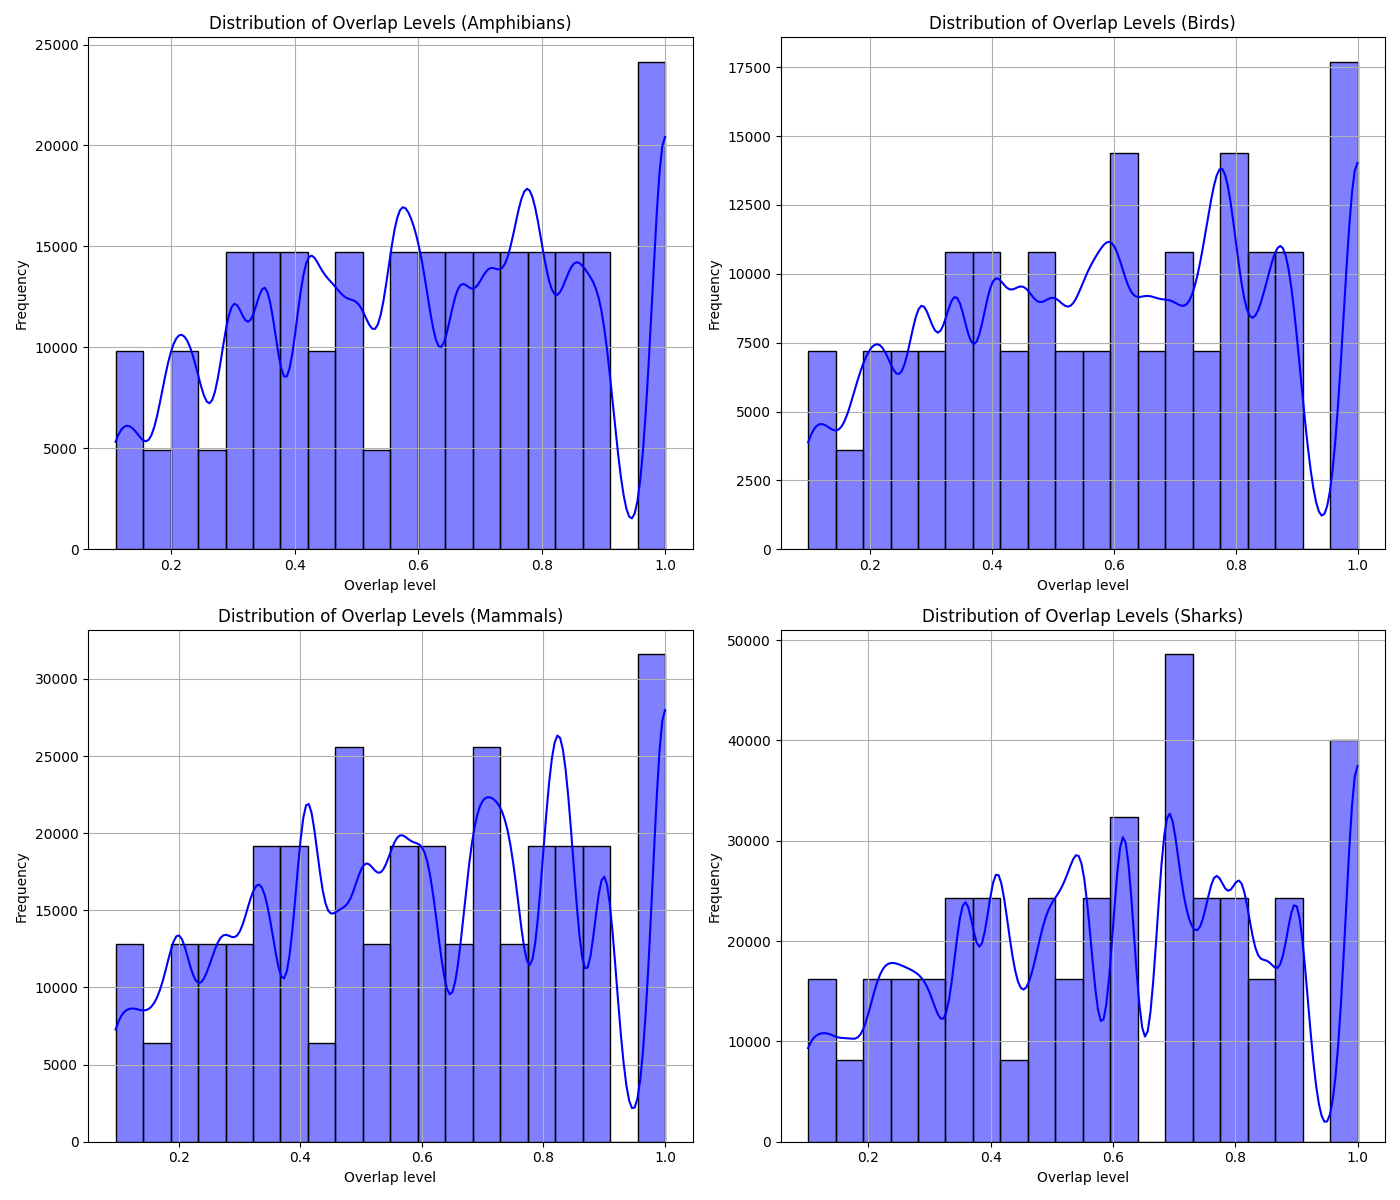 Distribution of Overlap Levels (Amphibians)
Frequency
25000
20000
15000
10000
5000
0
0.2 0.4 0.6 0.8 1.0
Overlap level
Distribution of Overlap Levels (Birds)
Frequency
17500
15000
12500
10000
7500
5000
2500
0
0.2 0.4 0.6 0.8 1.0
Overlap level
Distribution of Overlap Levels (Mammals)
Frequency
30000
25000
20000
15000
10000
5000
0
0.2 0.4 0.6 0.8 1.0
Overlap level
Distribution of Overlap Levels (Sharks)
Frequency
50000
40000
30000
20000
10000
0
0.2 0.4 0.6 0.8 1.0
Overlap level